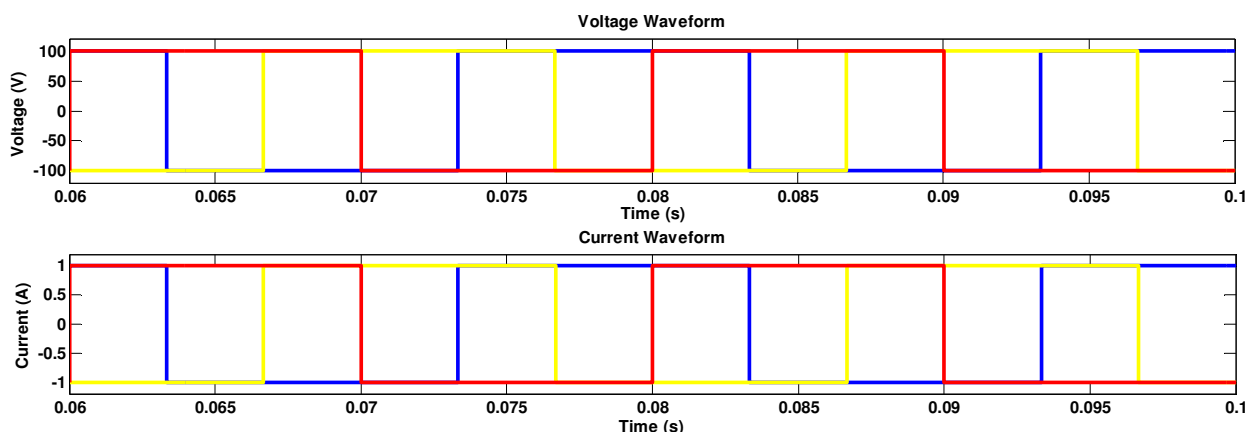 Voltage Waveform
100
50
0
-50
-100
Voltage (V)
0.06 0.065 0.07 0.075 0.08 0.085 0.09 0.095 0.1
Time (s)
Current Waveform
1
0.5
0
-0.5
-1
Current (A)
0.06 0.065 0.07 0.075 0.08 0.085 0.09 0.095 0.1
Time (s)